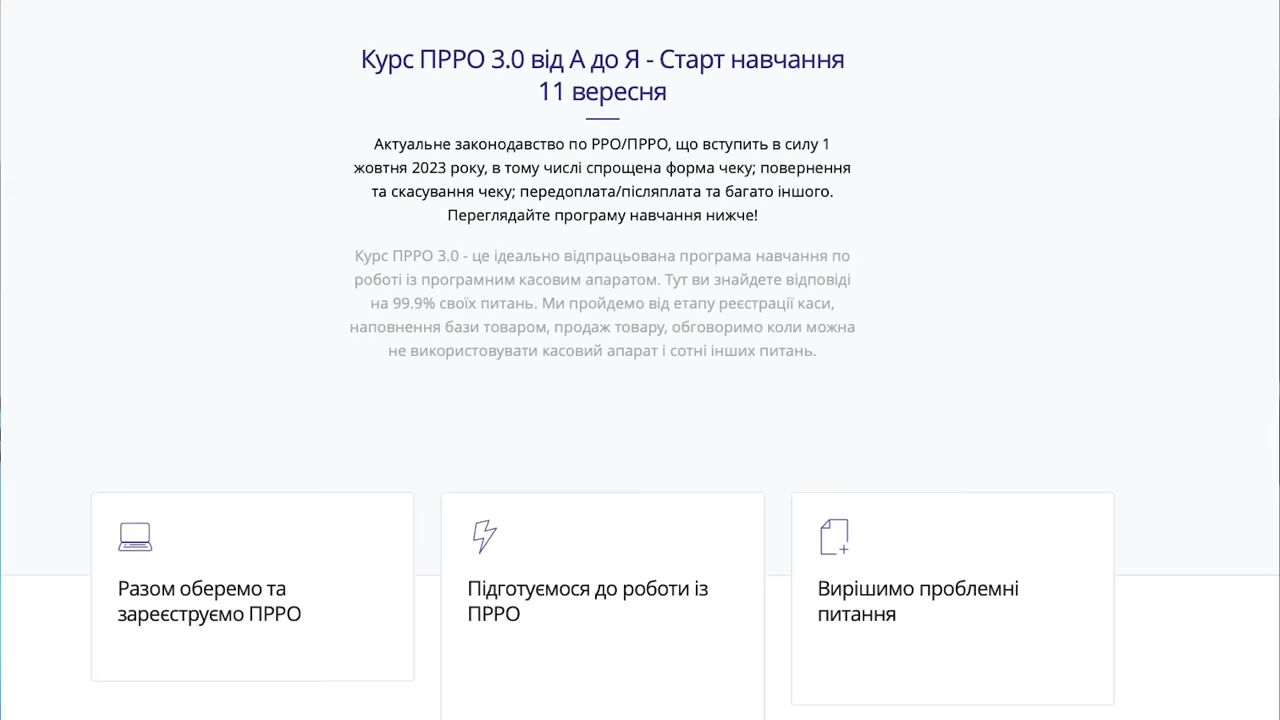 Курс ПРРО 3.0 від А до Я - Старт навчання
11 вересня
Актуальне законодавство по РРО/ПРРО, що вступить в силу 1
жовтня 2023 року, в тому числі спрощена форма чеку; повернення
та скасування чеку; передоплата/післяплата та багато іншого.
Переглядайте програму навчання нижче!
Курс ПРРО 3.0 - це ідеально відпрацьована програма навчання по
роботі із програмним касовим апаратом. Тут ви знайдете відповіді
на 99.9% своїх питань. Ми пройдемо від етапу реєстрації каси,
наповнення бази товаром, продаж товару, обговоримо коли можна
не використовувати касовий апарат і сотні інших питань.
Разом оберемо та
зареєструємо ПРРО
Підготуємося до роботи із
ПРРО
Вирішимо проблемні
питання